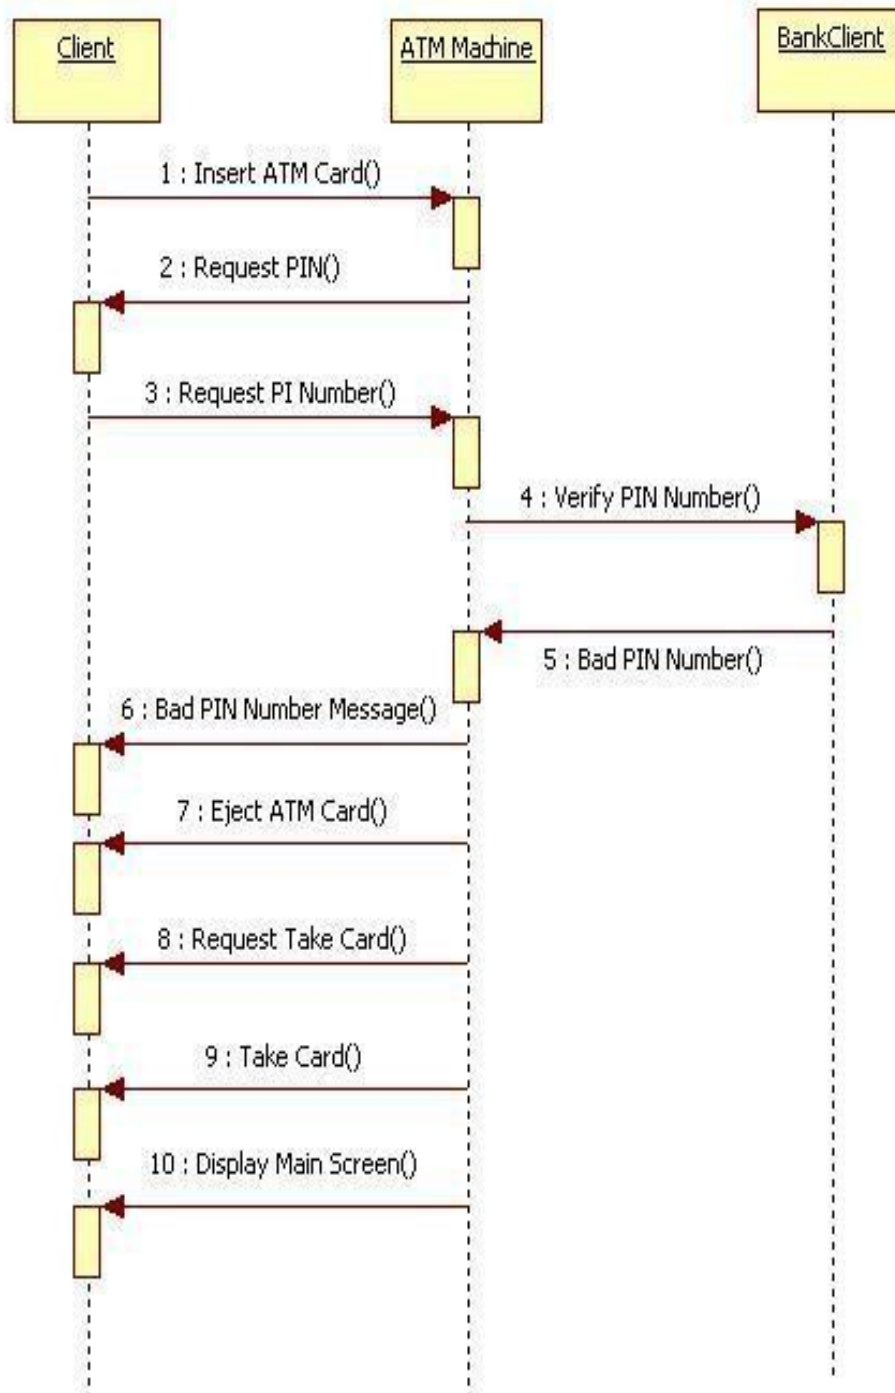 Client
ATM Machine
BankClient
1 : Insert ATM Card()
2 : Request PIN()
3 : Request PI Number()
4 : Verify PIN Number()
5 : Bad PIN Number()
6 : Bad PIN Number Message()
7 : Eject ATM Card()
8 : Request Take Card()
9 : Take Card()
10 : Display Main Screen()